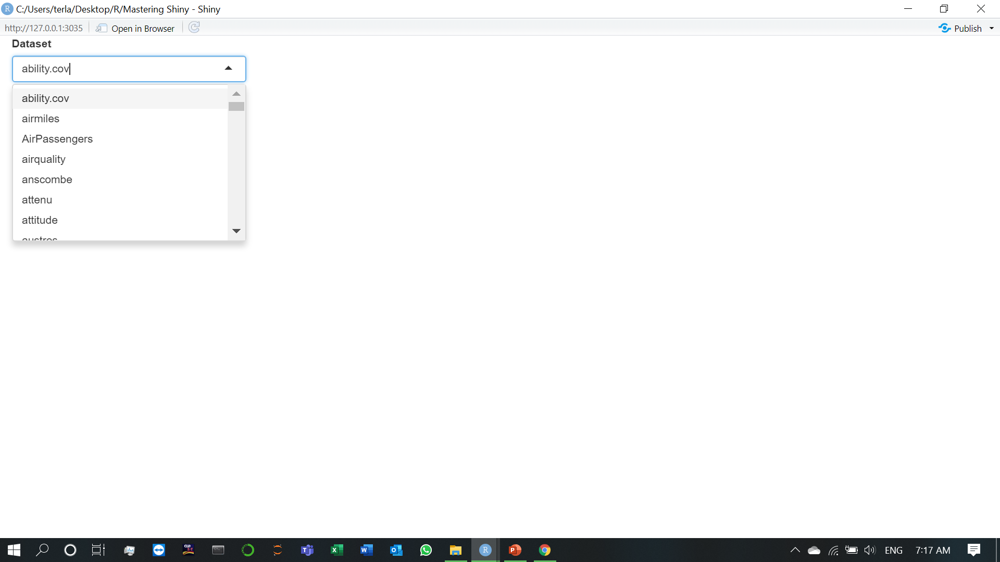 C:/Users/terla/Desktop/R/Mastering Shiny - Shiny
http://127.0.0.1:3035
Open in Browser
Publish
Dataset
ability.cov
ability.cov
airmiles
AirPassengers
airquality
anscombe
attenu
attitude
austres
ENG
7:17 AM